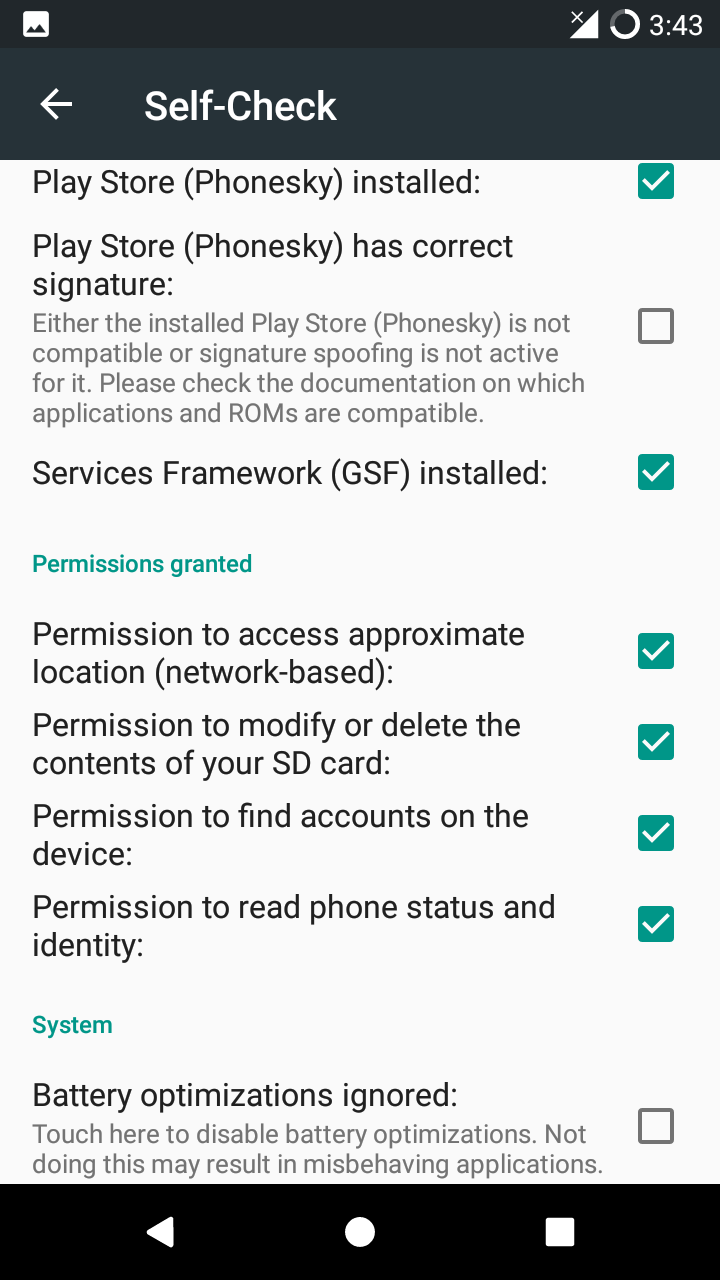 3:43
Self-Check
Play Store (Phonesky) installed:
Play Store (Phonesky) has correct
signature:
Either the installed Play Store (Phonesky) is not
compatible or signature spoofing is not active
for it. Please check the documentation on which
applications and ROMs are compatible.
Services Framework (GSF) installed:
Permissions granted
Permission to access approximate
location (network-based):
Permission to modify or delete the
contents of your SD card:
Permission to find accounts on the
device:
Permission to read phone status and
identity:
System
Battery optimizations ignored:
Touch here to disable battery optimizations. Not
doing this may result in misbehaving applications.